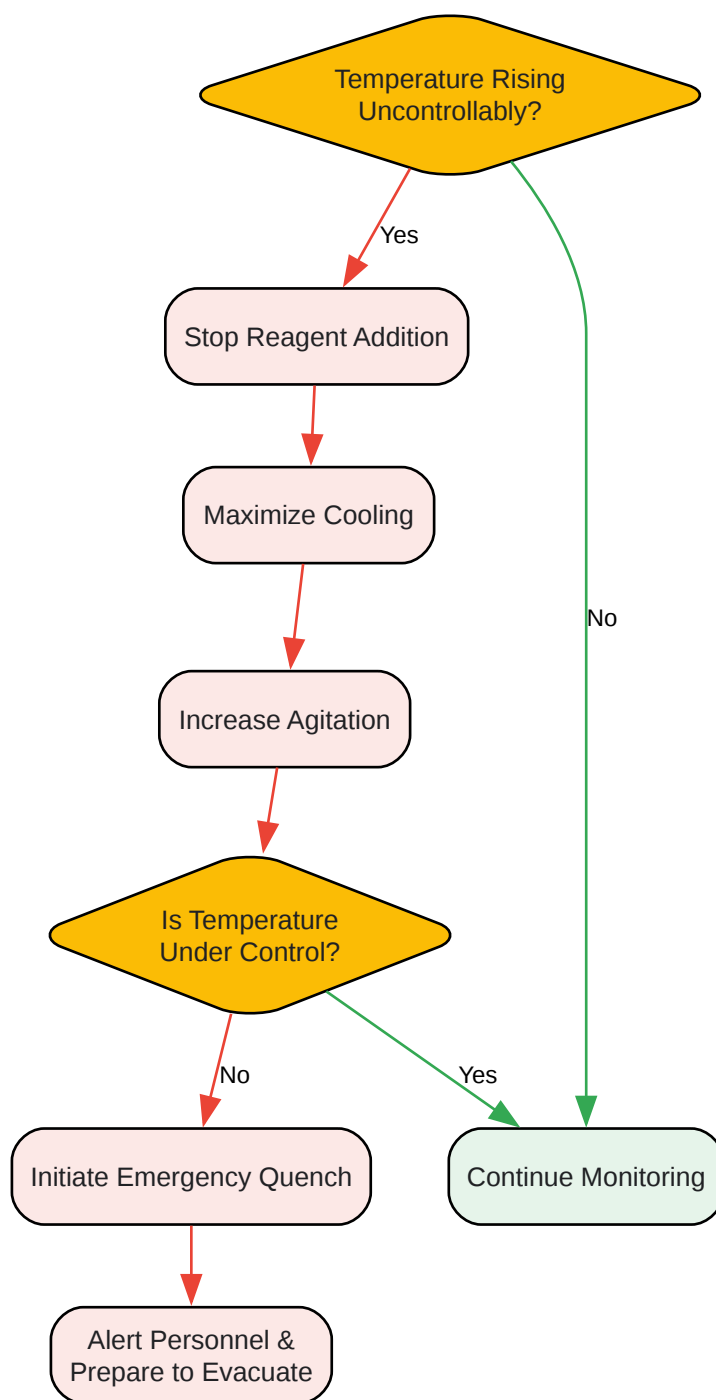 Temperature Rising
Uncontrollably?
Yes
Stop Reagent Addition
Maximize Cooling
No
Increase Agitation
Is Temperature
Under Control?
No
Yes
Initiate Emergency Quench
Continue Monitoring
Alert Personnel &
Prepare to Evacuate